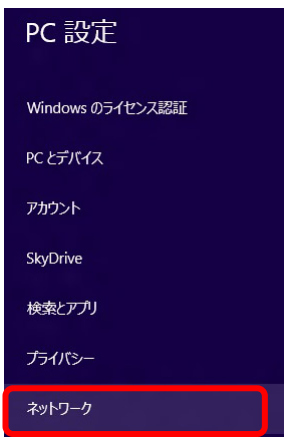 PC 設定
Windows のライセンス認証
PC とデバイス
アカウント
SkyDrive
検索とアプリ
プライバシー
ネットワーク